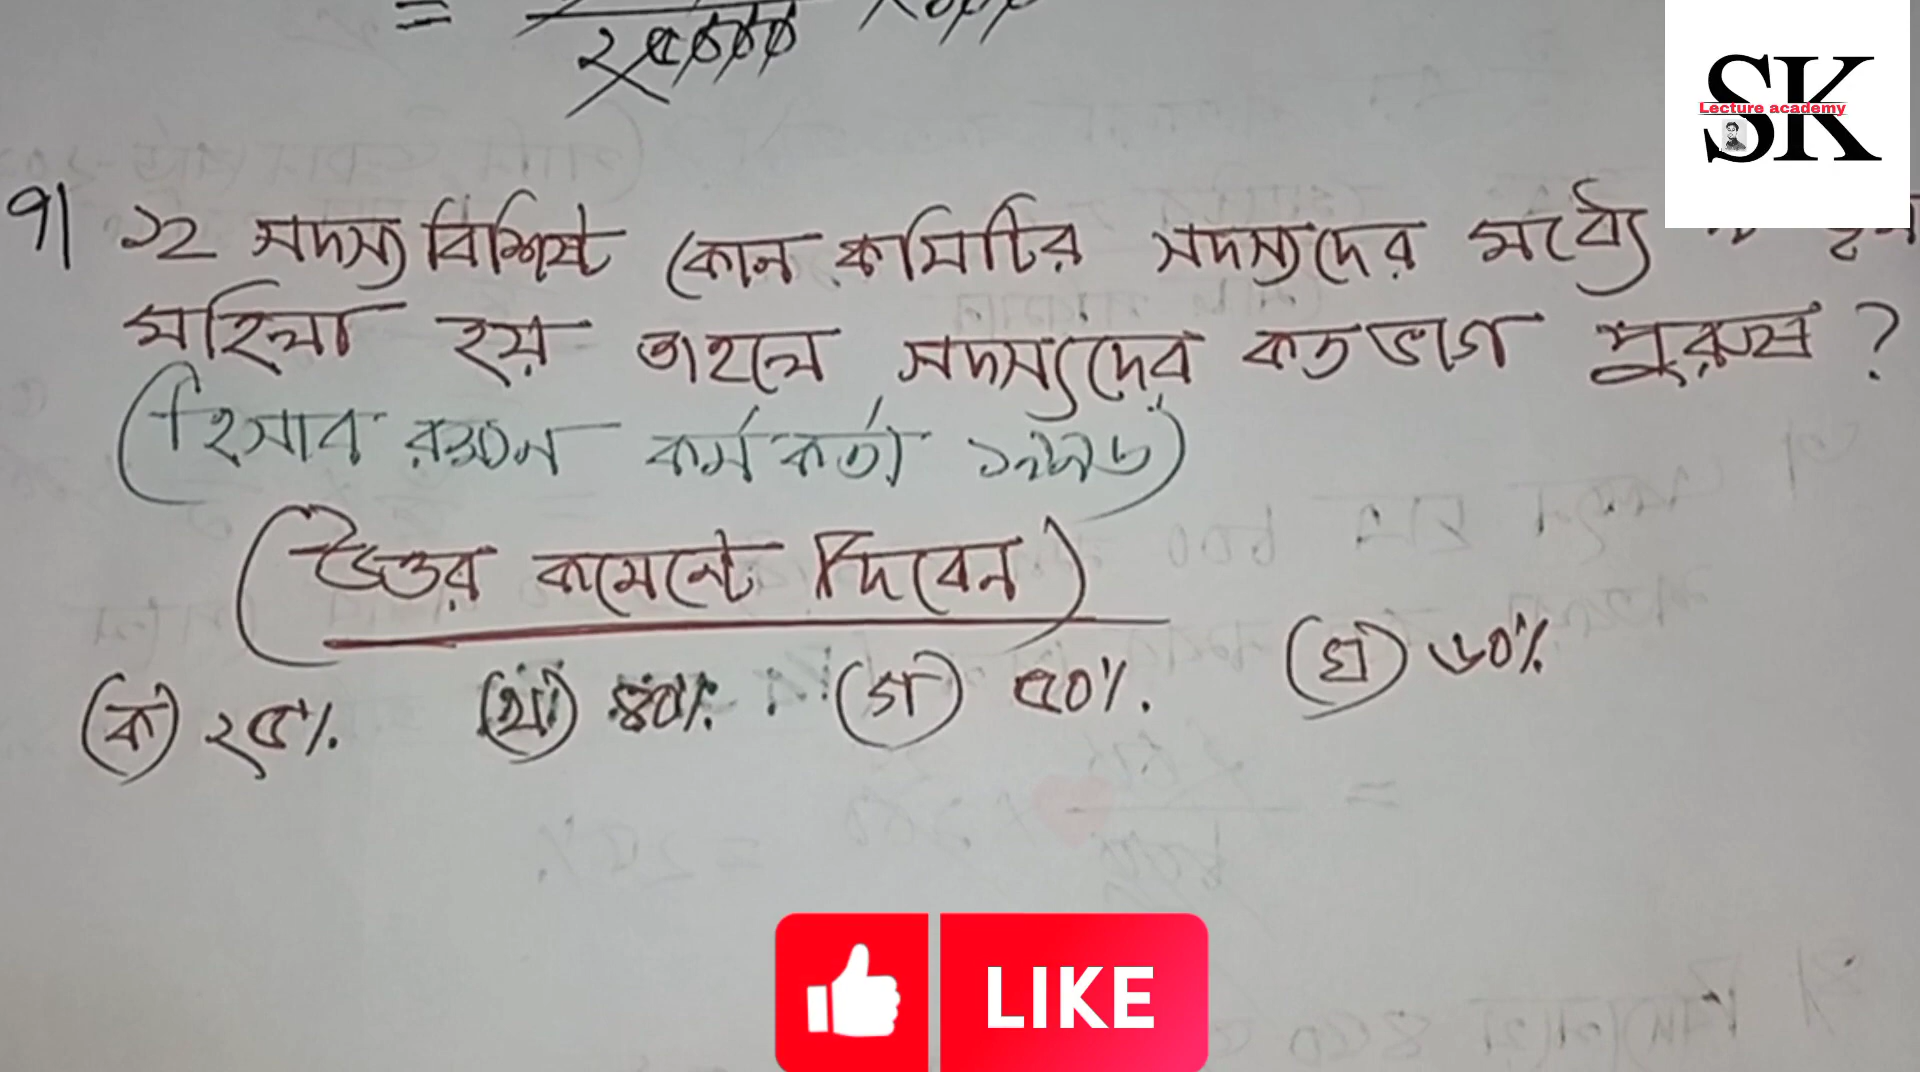 SK
Lecture academy
৭। ১২ সদস্য বিশিষ্ট কোন কমিটির সদস্যদের মধ্যে
মহিলা হয় তাহলে সদস্যদের কতভাগ পুরুষ ?
(হিসাব রক্ষন কর্মকর্তা ১৯৯৬)
(উত্তর কমেন্টে দিবেন)
(ক) ২৫% (খ) ৪০% (গ) ৫০% (ঘ) ৬০%
LIKE